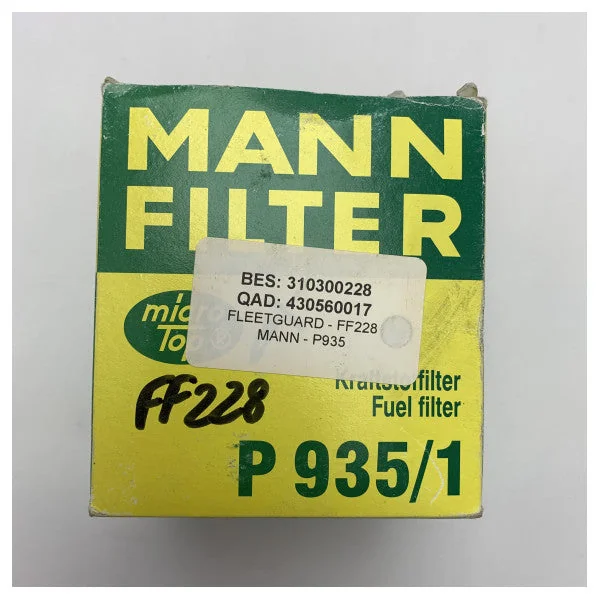 MANN
FILTER
BES: 310300228
QAD: 430560017
FLEETGUARD - FF228
MANN - P935
micro
Top®
Kraftstoffilter
Fuel filter
FF228
P 935/1